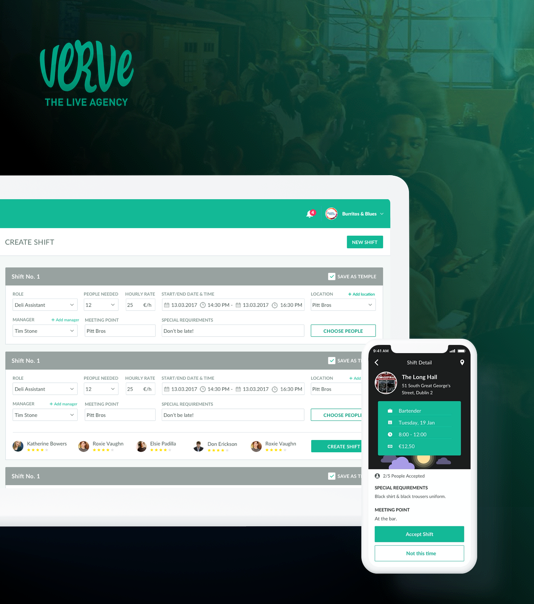 verve
THE LIVE AGENCY
4
Burritos & Blues
CREATE SHIFT
NEW SHIFT
Shift No. 1
SAVE AS TEMPLE
ROLE
PEOPLE NEEDED
HOURLY RATE
START/END DATE & TIME
LOCATION
+ Add location
Deli Assistant
12
25 €/h
13.03.2017 14:30 PM - 13.03.2017 16:30 PM
Pitt Bros
MANAGER
+ Add manager
MEETING POINT
SPECIAL REQUIREMENTS
Tim Stone
Pitt Bros
Don't be late!
CHOOSE PEOPLE
Shift No. 1
SAVE AS T
ROLE
PEOPLE NEEDED
HOURLY RATE
START/END DATE & TIME
LOCATION
+ Add
Deli Assistant
12
25 €/h
13.03.2017 14:30 PM - 13.03.2017 16:30 PM
Pitt Bros
MANAGER
+ Add manager
MEETING POINT
SPECIAL REQUIREMENTS
Tim Stone
Pitt Bros
Don't be late!
CHOOSE PEOPL
Katherine Bowers
Roxie Vaughn
Elsie Padilla
Don Erickson
Roxie Vaughn
CREATE SHIFT
Shift No. 1
SAVE AS T
9:41 AM
Shift Detail
The Long Hall
51 South Great George's
Street, Dublin 2
Bartender
Tuesday, 19 Jan
8:00 - 12:00
€12,50
2/5 People Accepted
SPECIAL REQUIREMENTS
Black shirt & black trousers uniform.
MEETING POINT
At the bar.
Accept Shift
Not this time